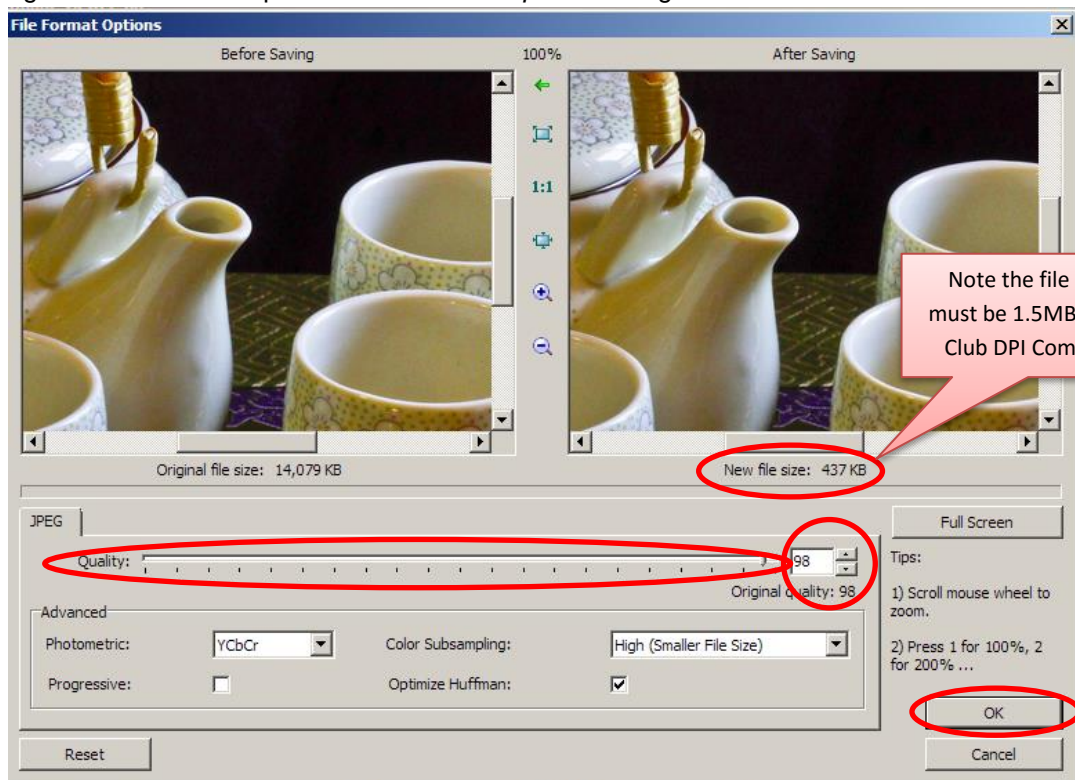 File Format Options
Before Saving
100%
After Saving
1:1
Note the file
must be 1.5MB
Club DPI Com
Original file size: 14,079 KB
New file size: 437 KB
JPEG
Full Screen
Quality:
98
Original quality: 98
Tips:
1) Scroll mouse wheel to
zoom.
2) Press 1 for 100%, 2
for 200% ...
Advanced
Photometric:
YCbCr
Color Subsampling:
High (Smaller File Size)
Progressive:
Optimize Huffman:
OK
Reset
Cancel